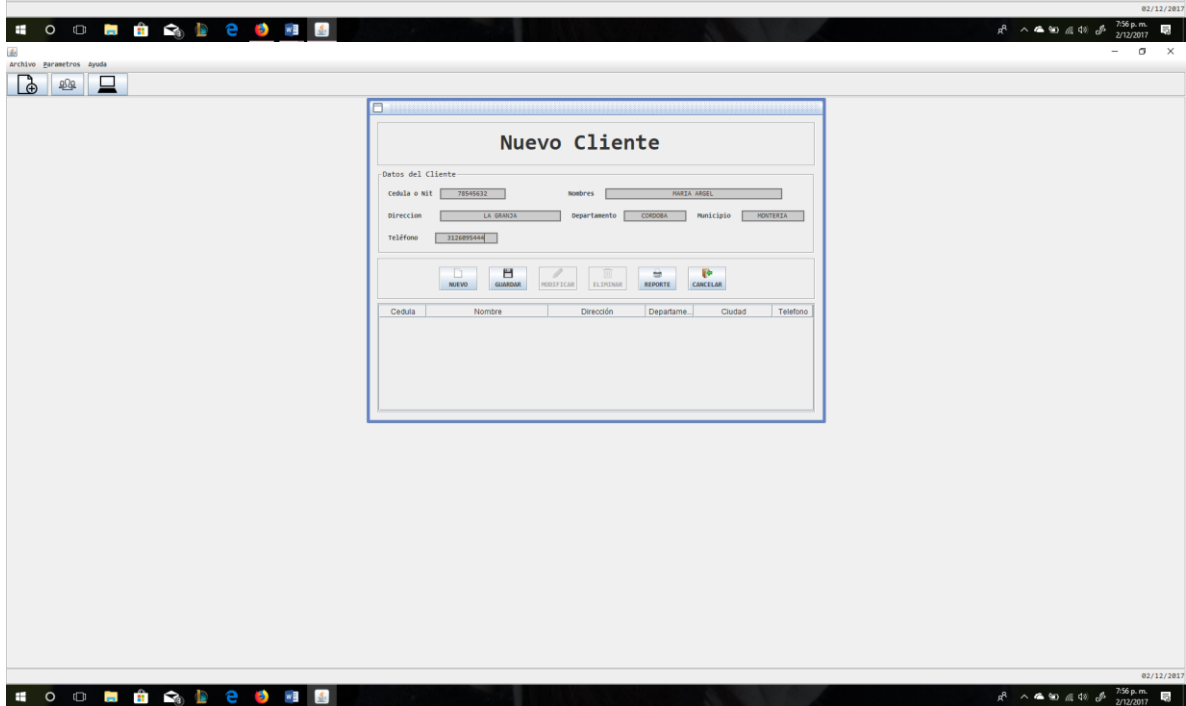 02/12/2017
7:56 p. m.
2/12/2017
Archivo Parametros Ayuda
Nuevo Cliente
Datos del Cliente
Cedula o Nit 78545632 Nombres MARIA ARGEL
Direccion LA GRANJA Departamento CORDOBA Municipio MONTERIA
Teléfono 3126095444
NUEVO GUARDAR MODIFICAR ELIMINAR REPORTE CANCELAR
Cedula Nombre Dirección Departame... Ciudad Telefono
02/12/2017
7:56 p. m.
2/12/2017